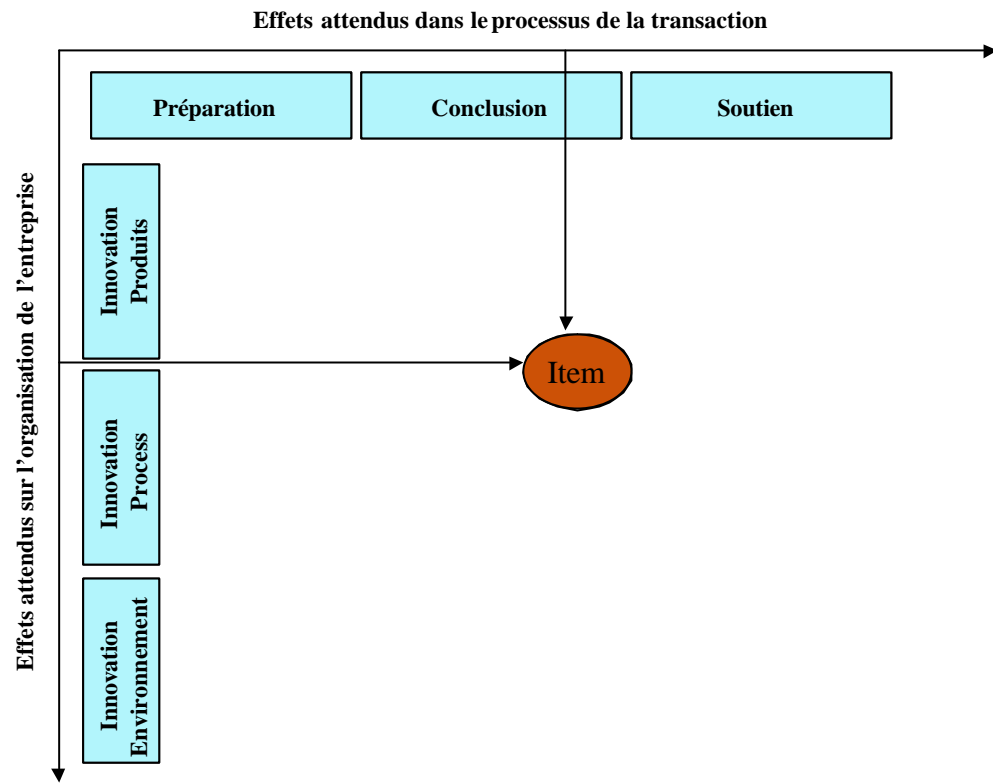 Effets attendus dans le processus de la transaction
Préparation
Conclusion
Soutien
Effets attendus sur l'organisation de l'entreprise
Innovation
Produits
Item
Innovation
Process
Innovation
Environnement